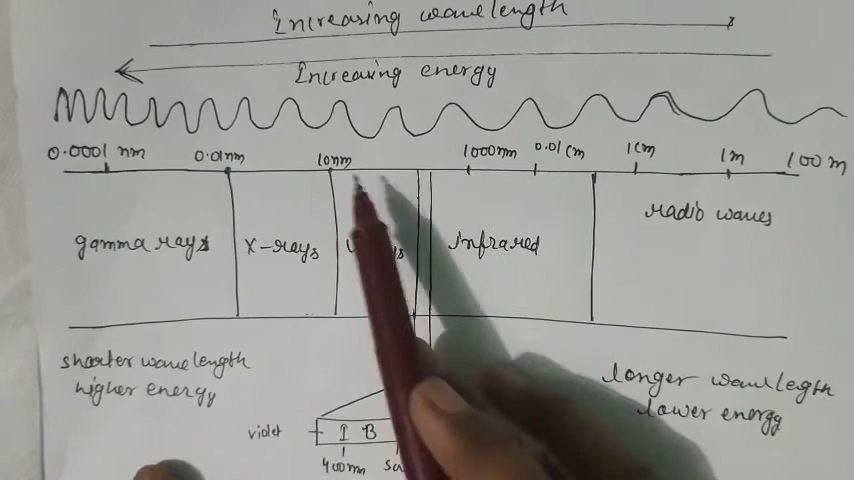 Increasing wavelength
Increasing energy
0.0001 nm 0.01nm 10nm 1000nm 0.01 cm 1cm 1m 100 m
gamma rays X-rays infrared radio waves
shorter wavelength
higher energy
longer wavelegth
lower energy
violet I B
400nm